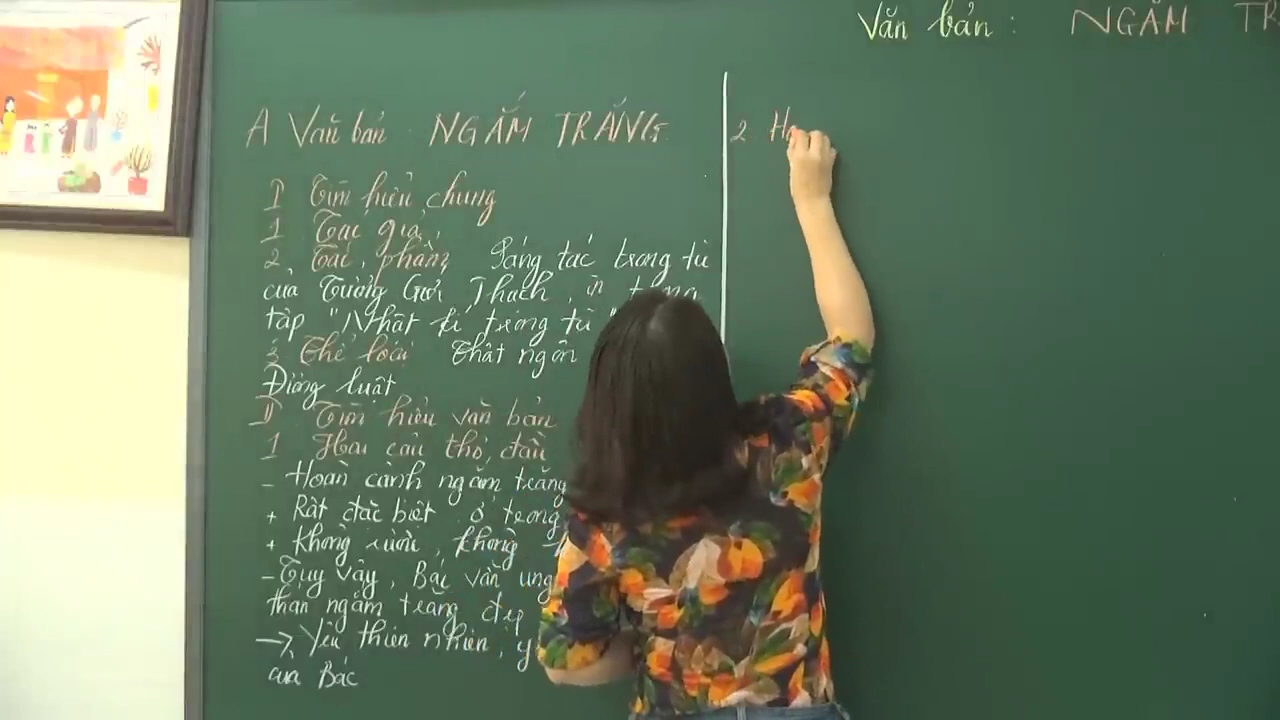 Văn bản : NGẮM TR
A Văn bản : NGẮM TRĂNG
I Tìm hiểu chung
1 Tác giả
2 Tác phẩm Sáng tác trong tù
của Tưởng Giới Thạch , in trong
tập "Nhật kí trong tù "
3 Thể loại Thất ngôn
Đường luật
II Tìm hiểu văn bản
1 Hai câu thơ đầu
- Hoàn cảnh ngắm trăng
+ Rất đặc biệt ở trong
+ Không rượu , không
- Tuy vậy , Bác vẫn ung
thân ngắm trăng đẹp
→ Yêu thiên nhiên , y
của Bác
2 Ha